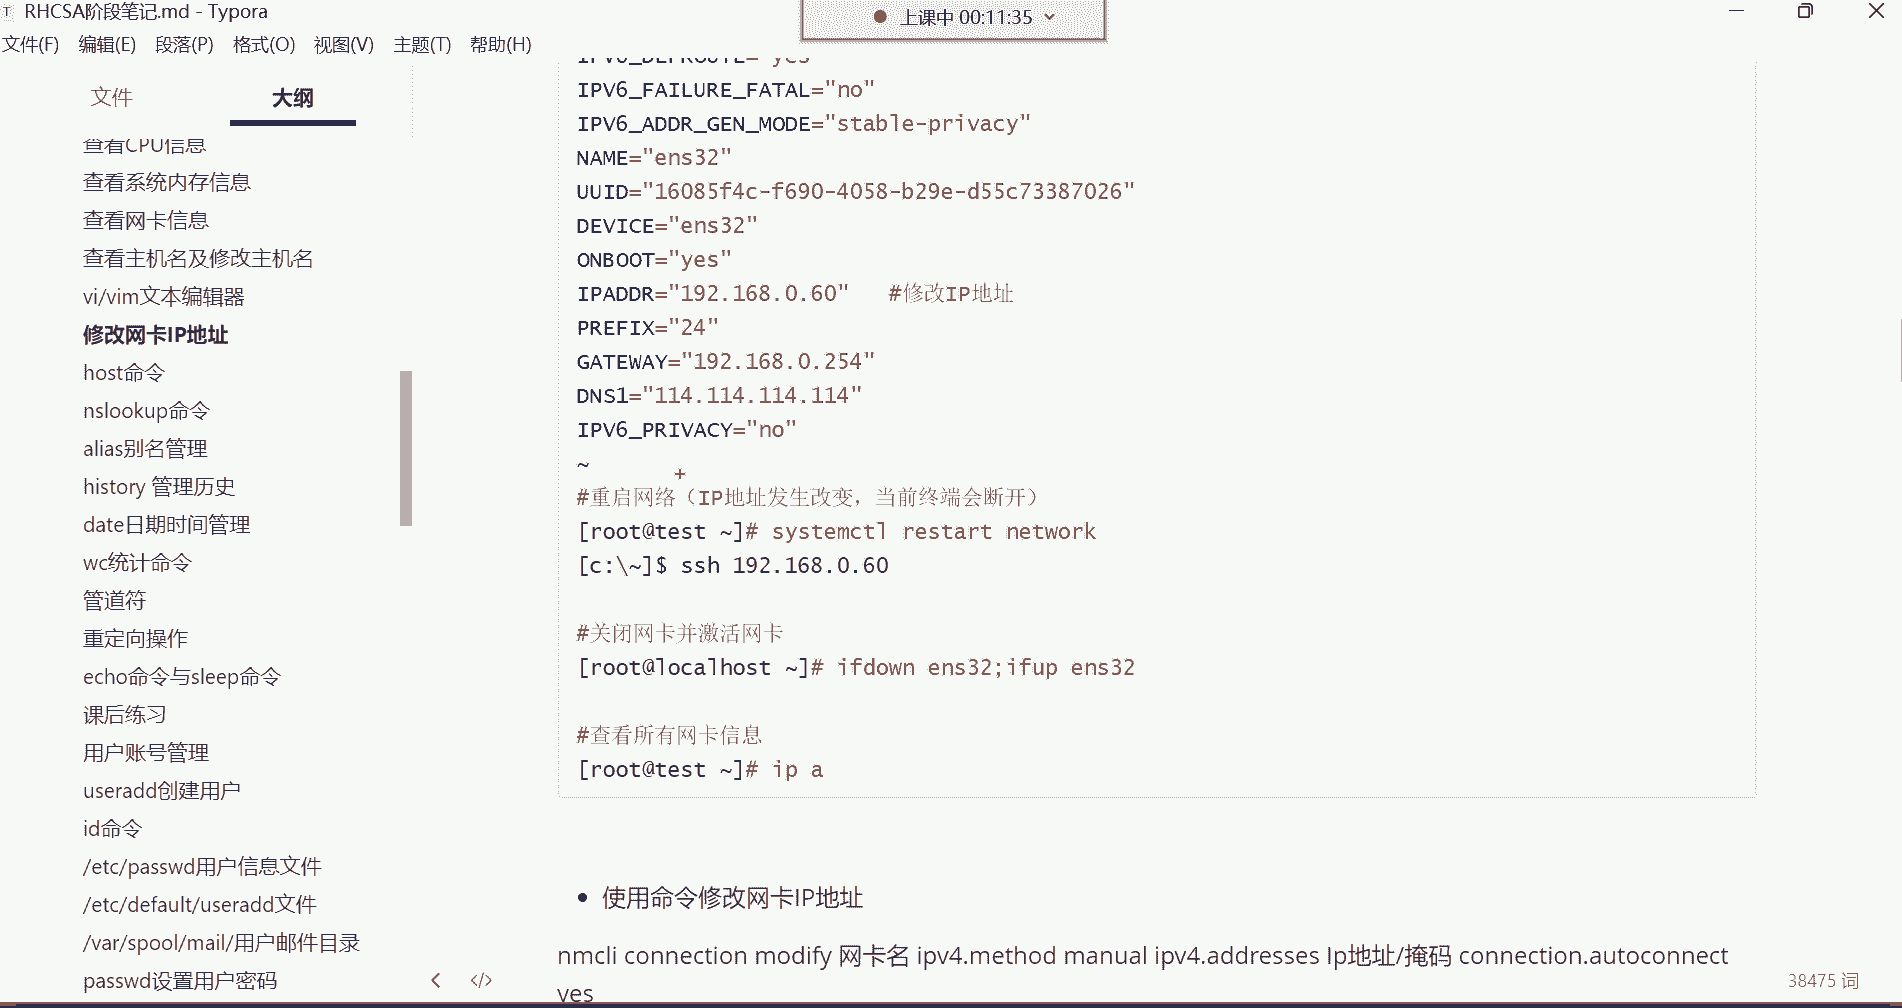 RHCSA阶段笔记.md - Typora
上课中 00:11:35
文件(F) 编辑(E) 段落(P) 格式(O) 视图(V) 主题(T) 帮助(H)
文件 大纲
查看CPU信息
查看系统内存信息
查看网卡信息
查看主机名及修改主机名
vi/vim文本编辑器
修改网卡IP地址
host命令
nslookup命令
alias别名管理
history 管理历史
date日期时间管理
wc统计命令
管道符
重定向操作
echo命令与sleep命令
课后练习
用户账号管理
useradd创建用户
id命令
/etc/passwd用户信息文件
/etc/default/useradd文件
/var/spool/mail/用户邮件目录
passwd设置用户密码
IPV6_DEFROUTE="yes"
IPV6_FAILURE_FATAL="no"
IPV6_ADDR_GEN_MODE="stable-privacy"
NAME="ens32"
UUID="16085f4c-f690-4058-b29e-d55c73387026"
DEVICE="ens32"
ONBOOT="yes"
IPADDR="192.168.0.60" #修改IP地址
PREFIX="24"
GATEWAY="192.168.0.254"
DNS1="114.114.114.114"
IPV6_PRIVACY="no"
~
#重启网络（IP地址发生改变，当前终端会断开）
[root@test ~]# systemctl restart network
[c:\~]$ ssh 192.168.0.60
#关闭网卡并激活网卡
[root@localhost ~]# ifdown ens32;ifup ens32
#查看所有网卡信息
[root@test ~]# ip a
• 使用命令修改网卡IP地址
nmcli connection modify 网卡名 ipv4.method manual ipv4.addresses Ip地址/掩码 connection.autoconnect
yes
38475 词